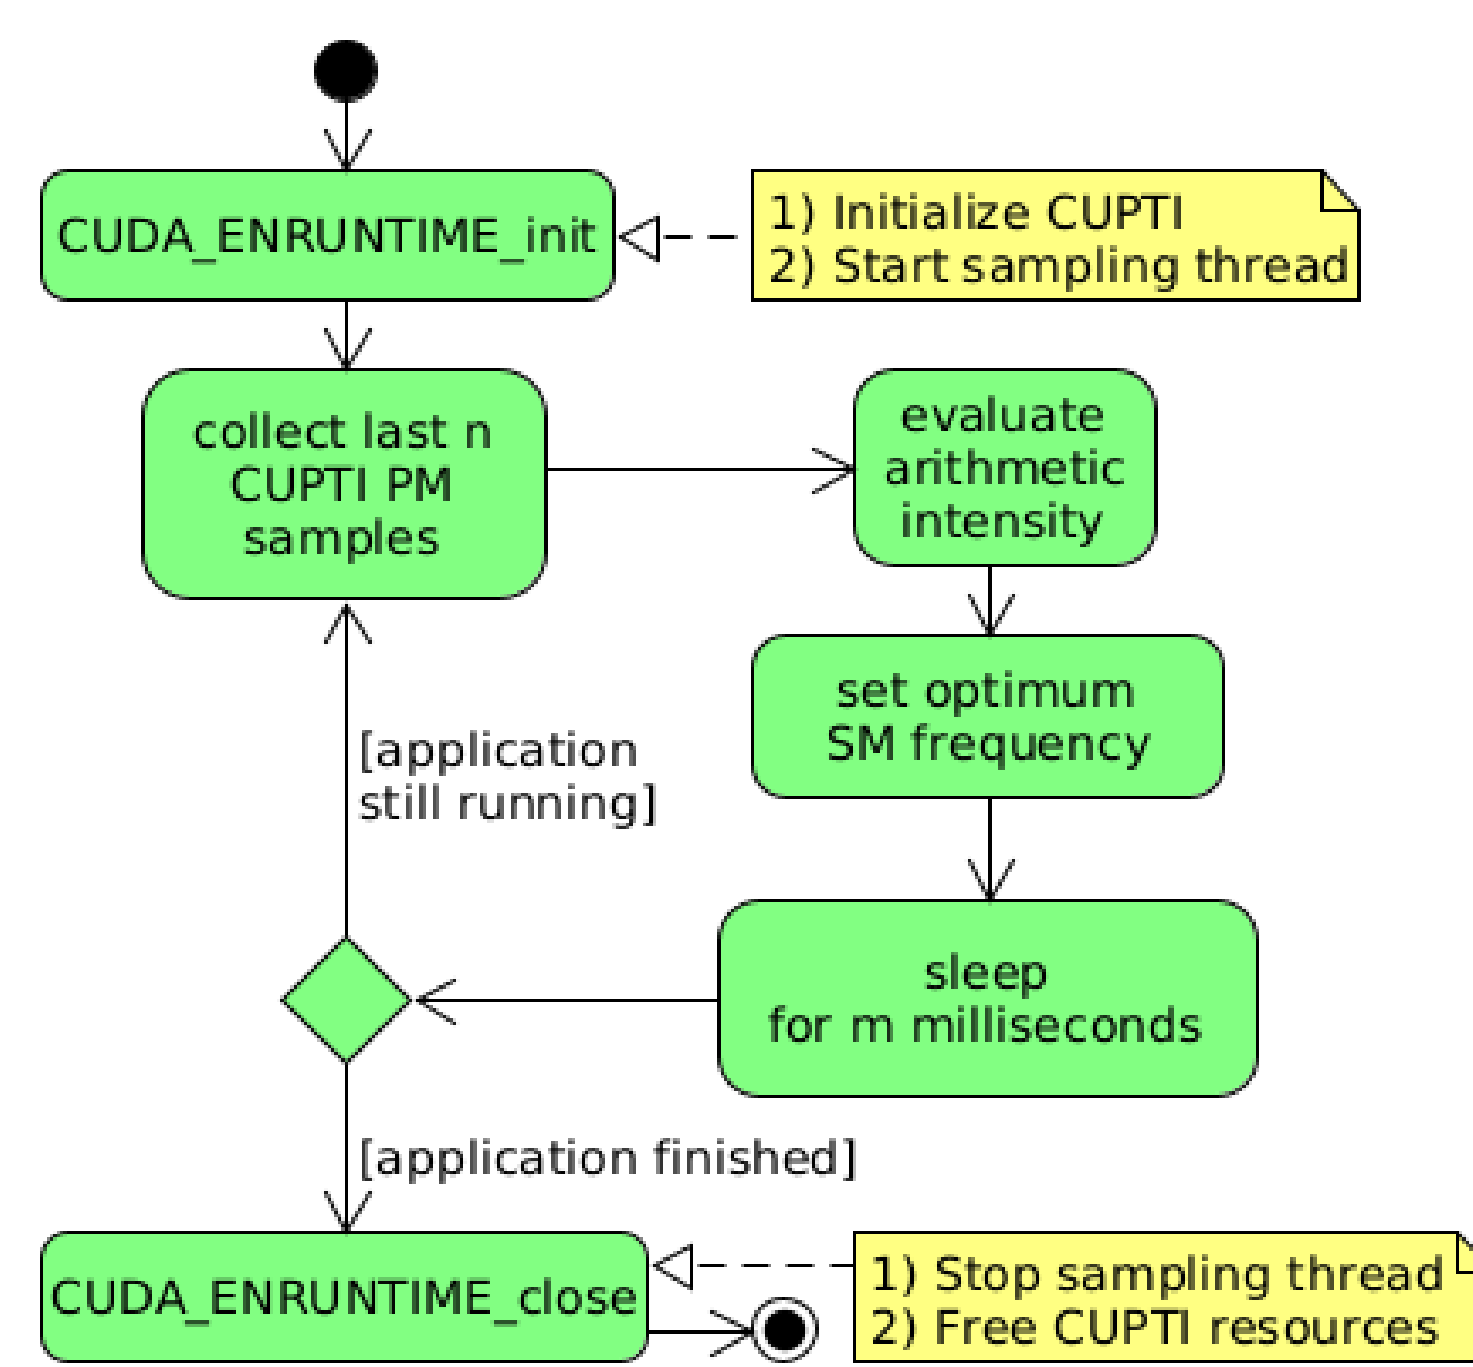 CUDA_ENRUNTIME_init
1) Initialize CUPTI
2) Start sampling thread
collect last n
CUPTI PM
samples
evaluate
arithmetic
intensity
set optimum
SM frequency
[application
still running]
sleep
for m milliseconds
[application finished]
CUDA_ENRUNTIME_close
1) Stop sampling thread
2) Free CUPTI resources